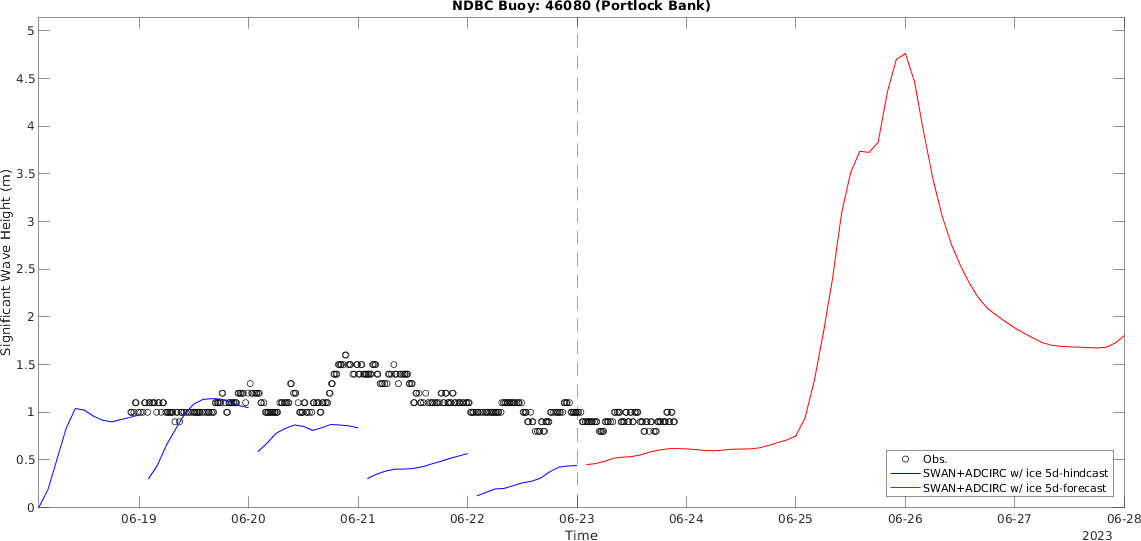 NDBC Buoy: 46080 (Portlock Bank)
5
4.5
4
3.5
3
2.5
2
1.5
1
0.5
0
Significant Wave Height (m)
Obs.
SWAN+ADCIRC w/ ice 5d-hindcast
SWAN+ADCIRC w/ ice 5d-forecast
06-19 06-20 06-21 06-22 06-23 06-24 06-25 06-26 06-27 06-28
Time
2023